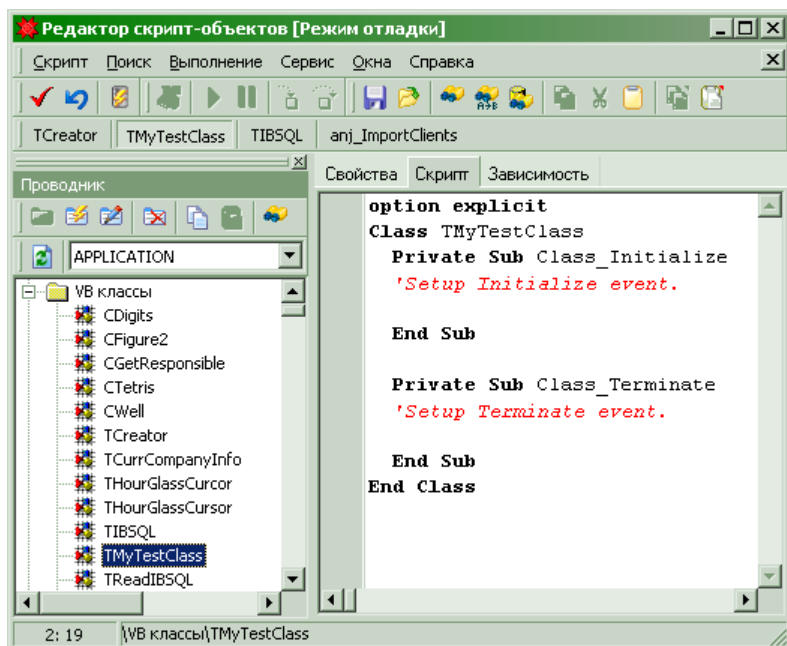 Редактор скрипт-объектов [Режим отладки]
Скрипт Поиск Выполнение Сервис Окна Справка
A→B
TCreator TMyTestClass TIBSQL anj_ImportClients
Проводник
APPLICATION
VB классы
CDigits
CFigure2
CGetResponsible
CTetris
CWell
TCreator
TCurrCompanyInfo
THourGlassCurcor
THourGlassCursor
TIBSQL
TMyTestClass
TReadIBSQL
Свойства Скрипт Зависимость
option explicit
Class TMyTestClass
Private Sub Class_Initialize
'Setup Initialize event.
End Sub
Private Sub Class_Terminate
'Setup Terminate event.
End Sub
End Class
2: 19 \VB классы\TMyTestClass